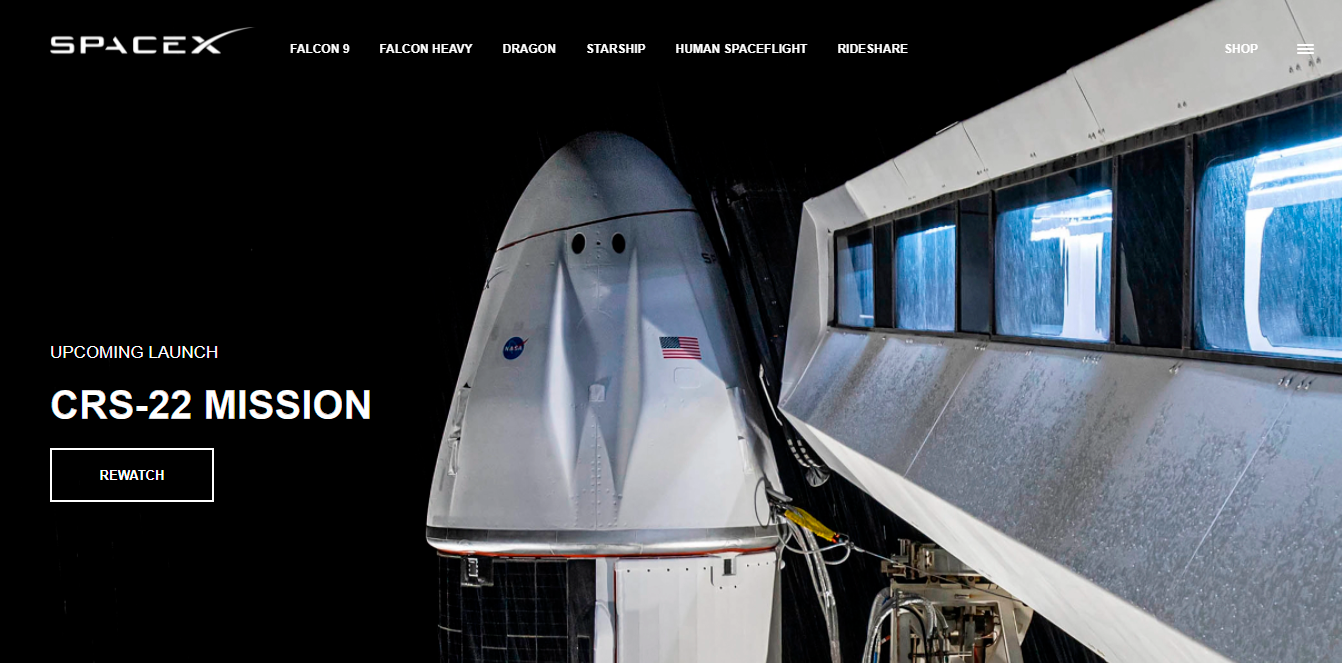 SPACEX
FALCON 9
FALCON HEAVY
DRAGON
STARSHIP
HUMAN SPACEFLIGHT
RIDESHARE
SHOP
NASA
UPCOMING LAUNCH
CRS-22 MISSION
REWATCH